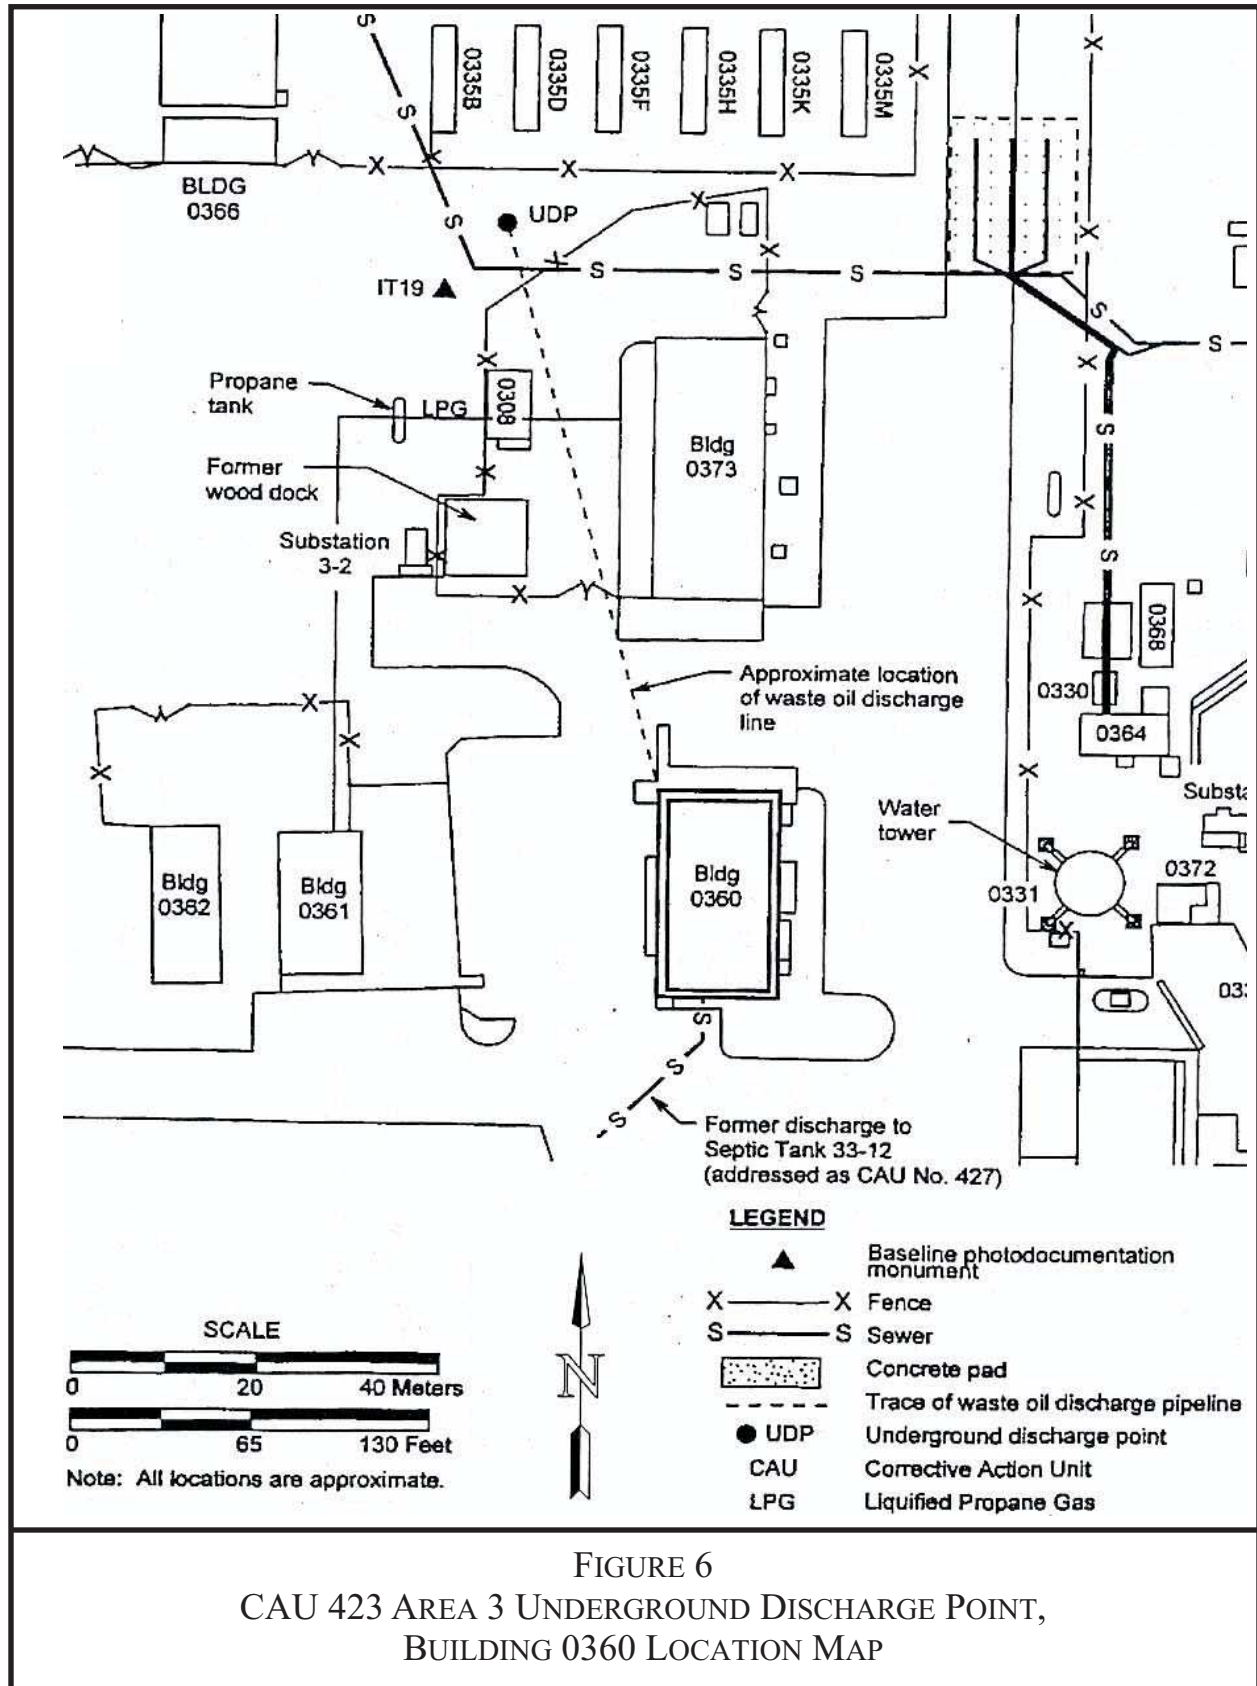 S
S
0335B
0335D
0335F
0335H
0335K
0335M
X
X
X
X
X
X
BLDG
0366
S
UDP
X
X
X
X
S
S
S
IT19
S
S
X
X
Propane
tank
LPG
0308
S
Bldg
0373
Former
wood dock
X
X
Substation
3-2
X
S
X
X
0368
Approximate location
of waste oil discharge
line
0330
0364
X
X
X
X
Substa
Water
tower
Bldg
0382
Bldg
0361
Bldg
0360
0331
0372
X
033
S
S
S
Former discharge to
Septic Tank 33-12
(addressed as CAU No. 427)
LEGEND
Baseline photodocumentation
monument
X X Fence
S S Sewer
Concrete pad
Trace of waste oil discharge pipeline
UDP Underground discharge point
CAU Corrective Action Unit
LPG Liquified Propane Gas
SCALE
0 20 40 Meters
0 65 130 Feet
Note: All locations are approximate.
N
FIGURE 6
CAU 423 AREA 3 UNDERGROUND DISCHARGE POINT,
BUILDING 0360 LOCATION MAP